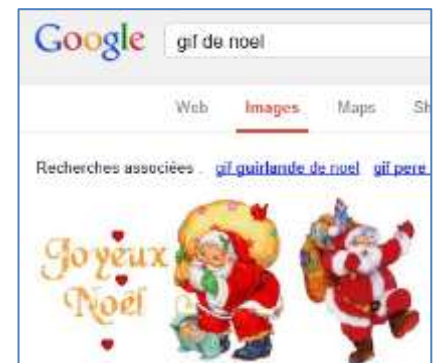 Google gif de noel
Web Images Maps Sh
Recherches associées : gif guirlande de noel gif pere
Joyeux
Noël